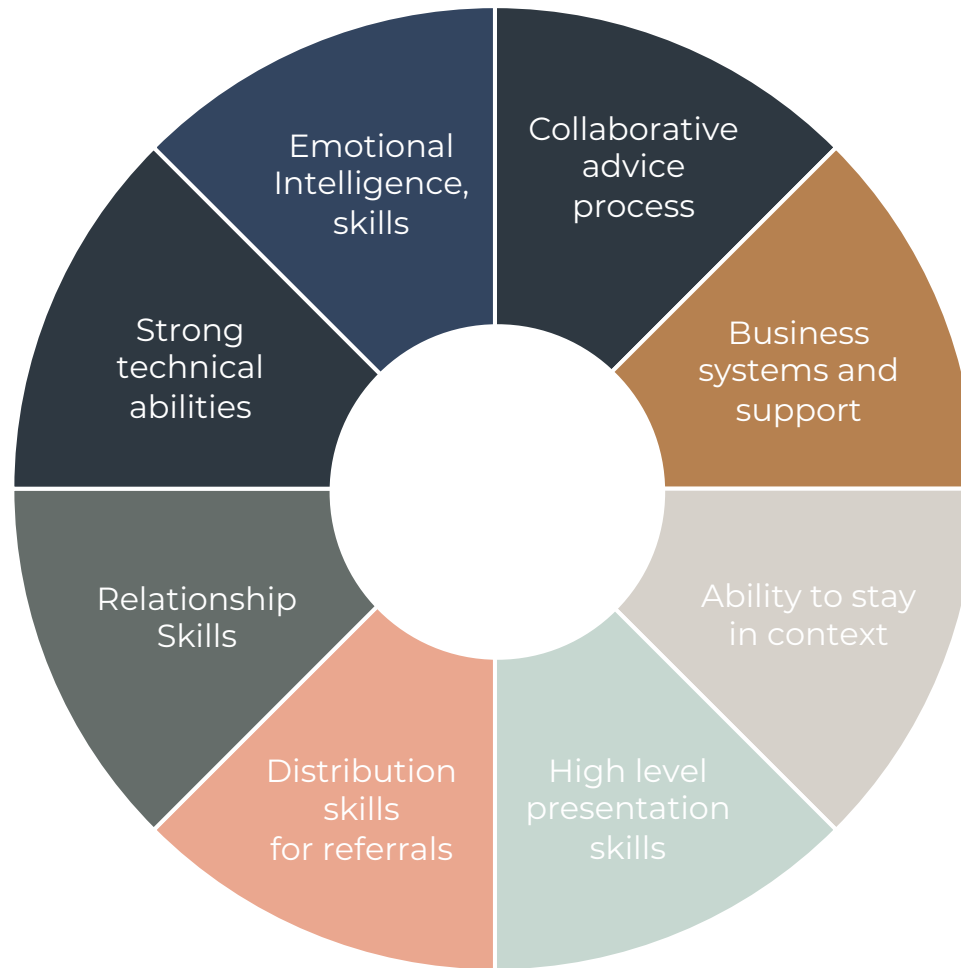 Collaborative
advice
process
Business
systems and
support
Ability to stay
in context
High level
presentation
skills
Distribution
skills
for referrals
Relationship
Skills
Strong
technical
abilities
Emotional
Intelligence,
skills